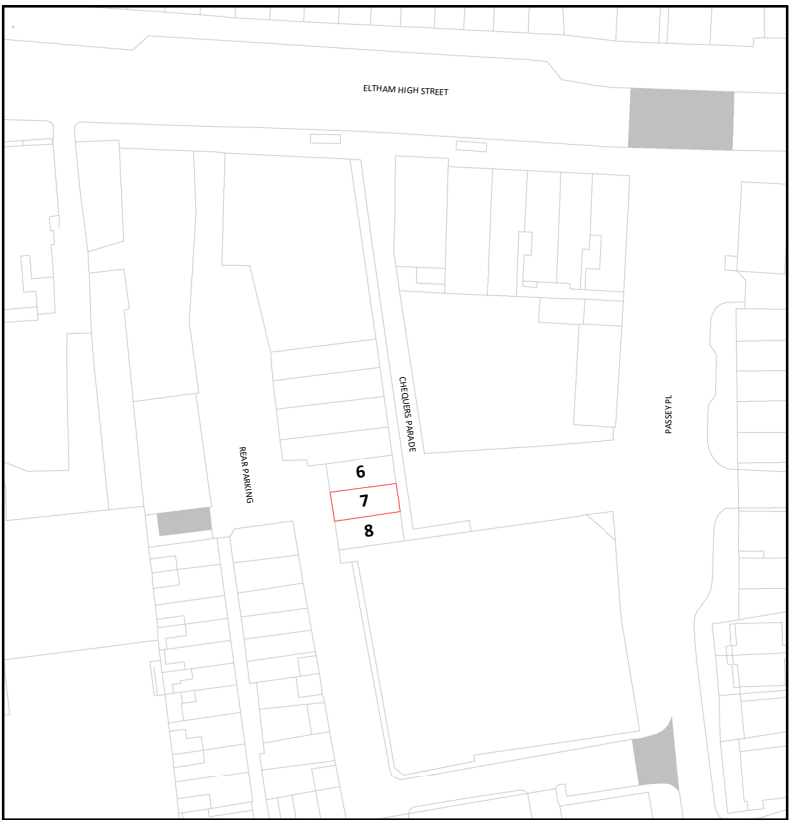 ELTHAM HIGH STREET
CHEQUERS PARADE
PASSEY PL
REAR PARKING
6
7
8